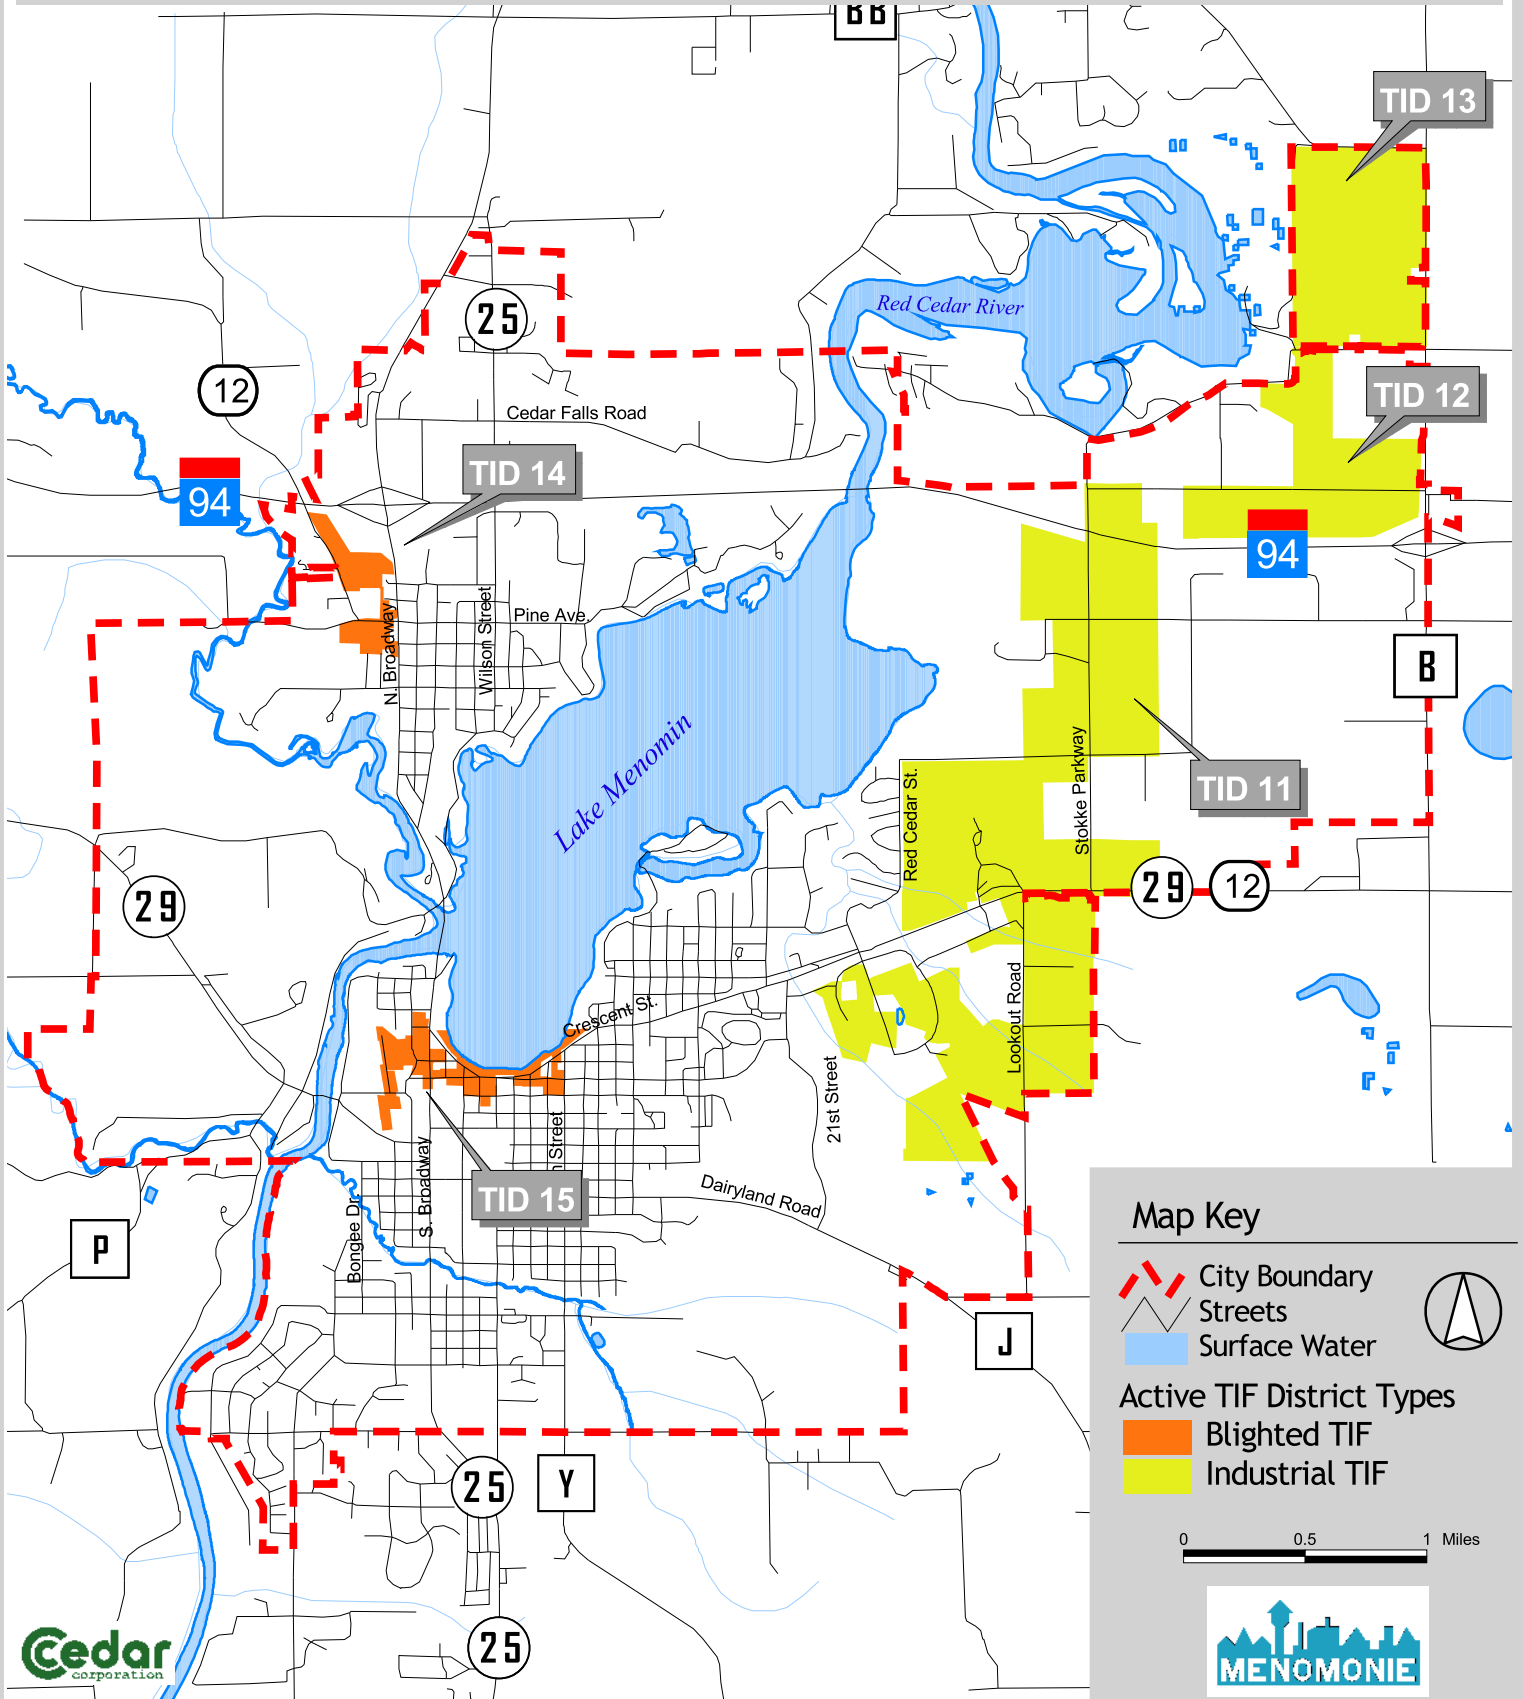 BB
TID 13
25
Red Cedar River
12
TID 12
Cedar Falls Road
TID 14
94
94
N. Broadway
Wilson Street
Pine Ave.
B
Lake Menomin
Stokke Parkway
TID 11
Red Cedar St.
29
29
12
Crescent St.
Lookout Road
21st Street
n Street
S. Broadway
Bongee Dr.
TID 15
Dairyland Road
P
J
25
Y
25
Map Key
City Boundary
Streets
Surface Water
Active TIF District Types
Blighted TIF
Industrial TIF
0 0.5 1 Miles
Cedar
corporation
MENOMONIE